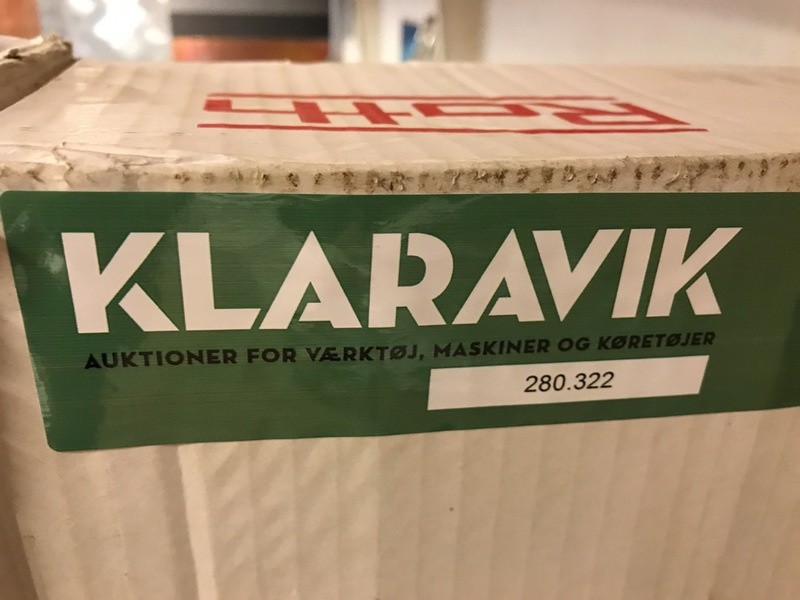 Roth
KLARAVIK
AUKTIONER FOR VÆRKTØJ, MASKINER OG KØRETØJER
280.322